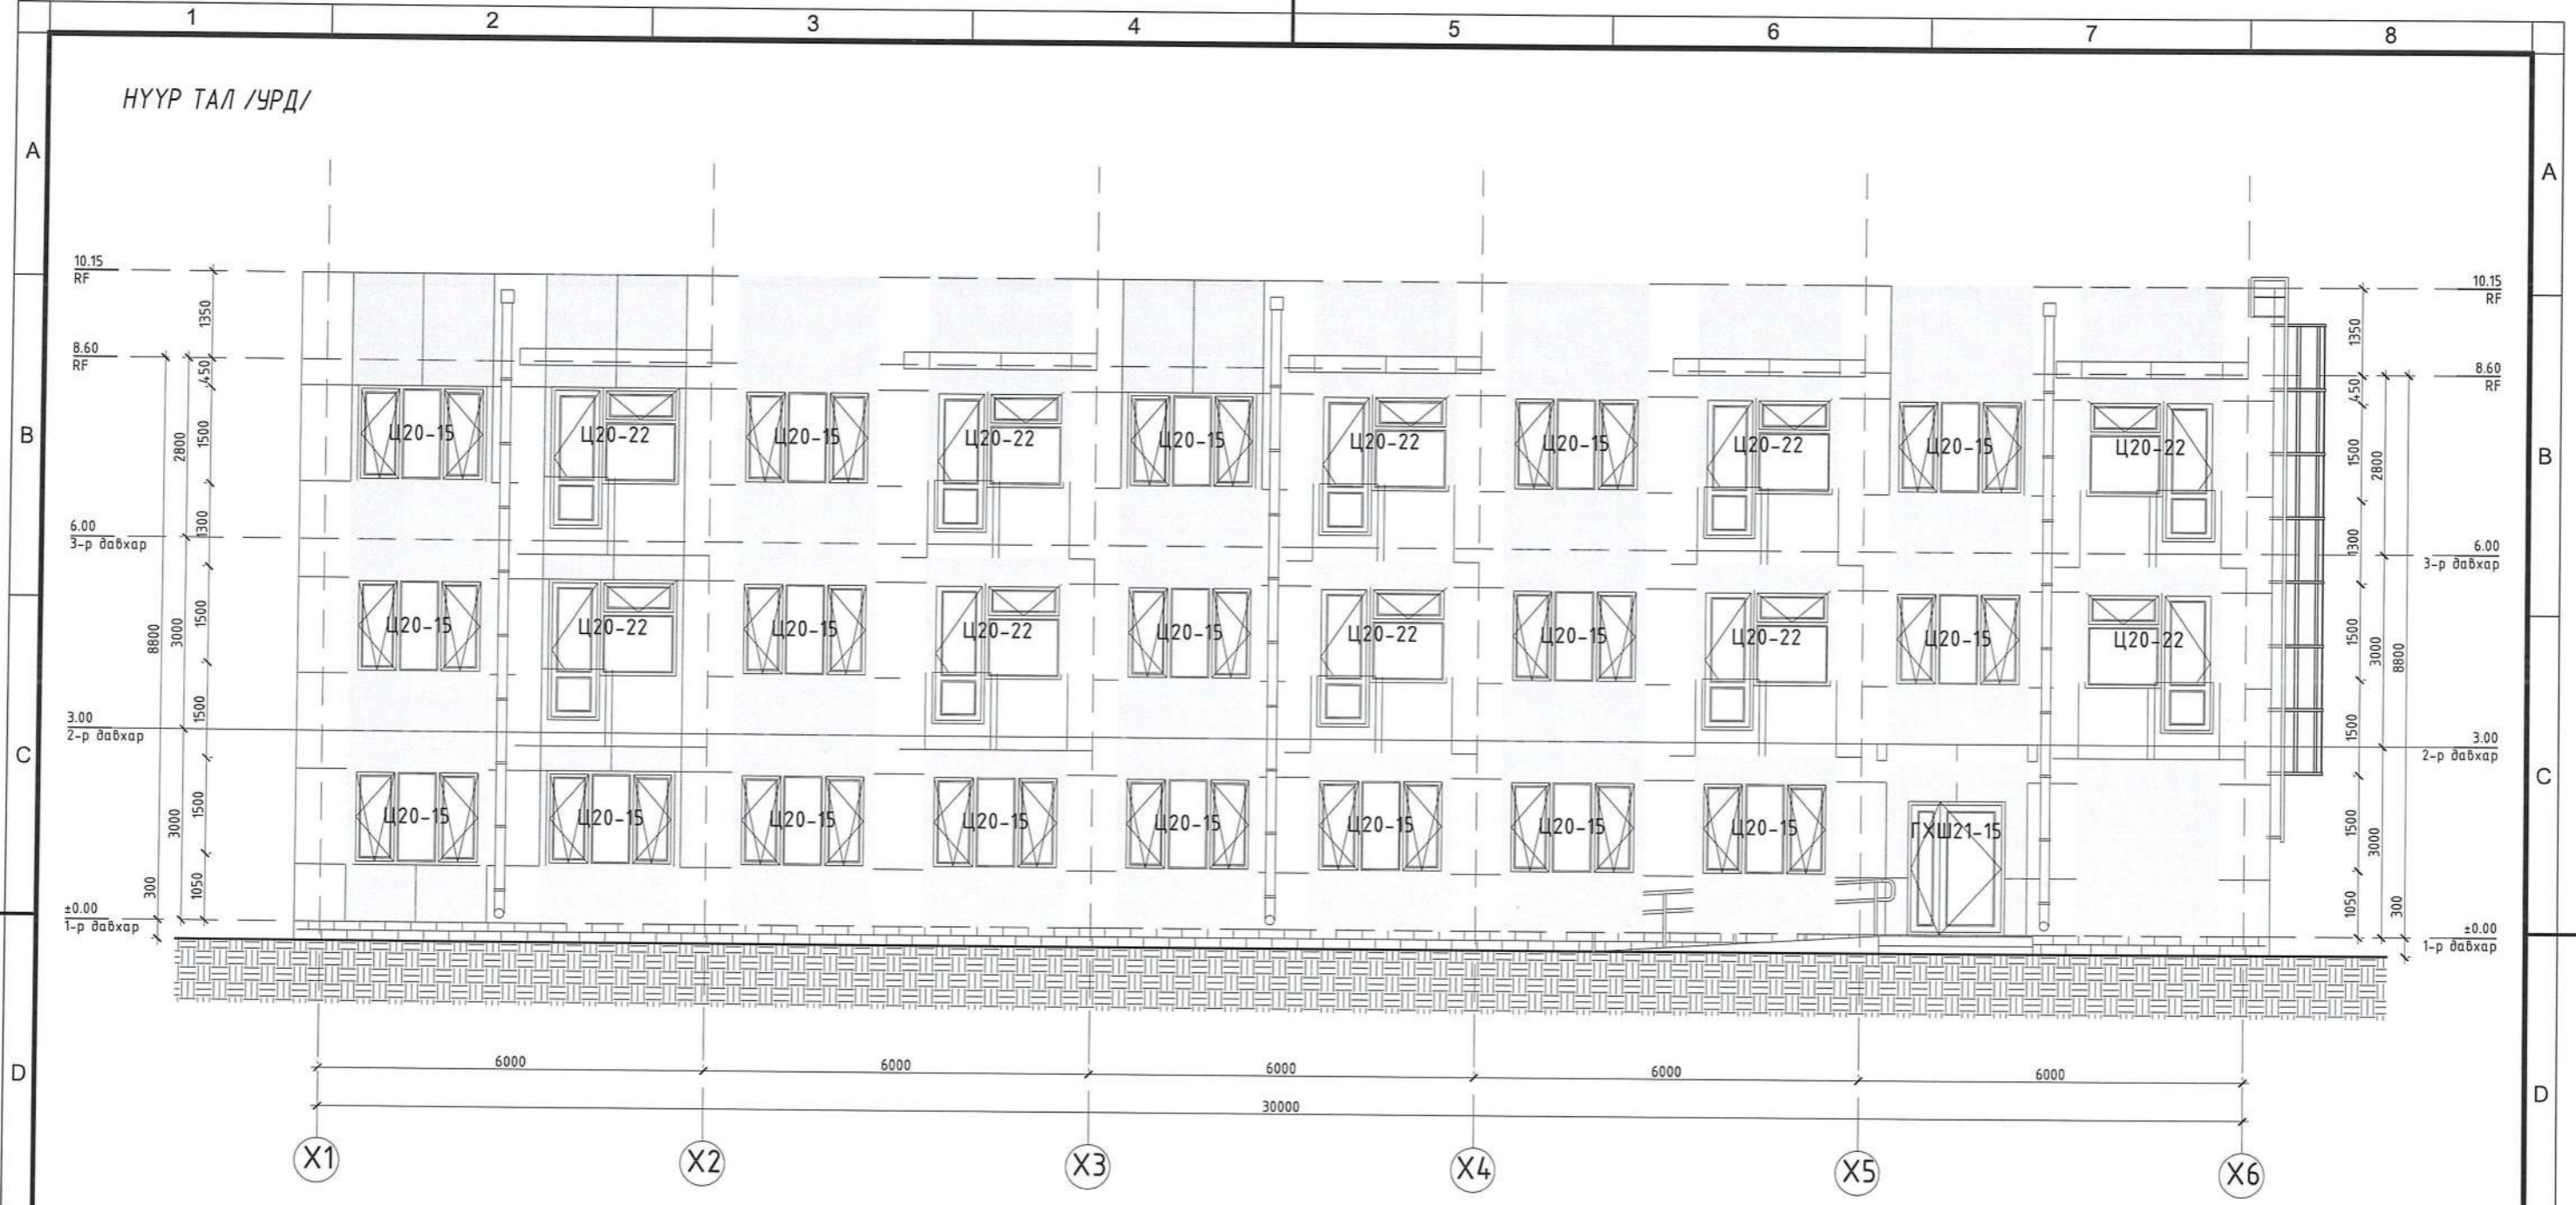 1 2 3 4 5 6 7 8
НҮҮР ТАЛ /УРД/
A A
10.15
RF
10.15
RF
1350 1350
8.60
RF
8.60
RF
450 450
B B
Ц20-15 Ц20-22 Ц20-15 Ц20-22 Ц20-15 Ц20-22 Ц20-15 Ц20-22 Ц20-15 Ц20-22
2800 1500 1500 2800
1300 1300
6.00
3-р давхар
6.00
3-р давхар
Ц20-15 Ц20-22 Ц20-15 Ц20-22 Ц20-15 Ц20-22 Ц20-15 Ц20-22 Ц20-15 Ц20-22
8800 3000 1500 1500 3000 8800
1500 1500
3.00
2-р давхар
3.00
2-р давхар
C C
Ц20-15 Ц20-15 Ц20-15 Ц20-15 Ц20-15 Ц20-15 Ц20-15 Ц20-15 ГХШ21-15
3000 1500 1500 3000
300 1050 1050 300
±0.00
1-р давхар
±0.00
1-р давхар
6000 6000 6000 6000 6000
D D
30000
X1 X2 X3 X4 X5 X6